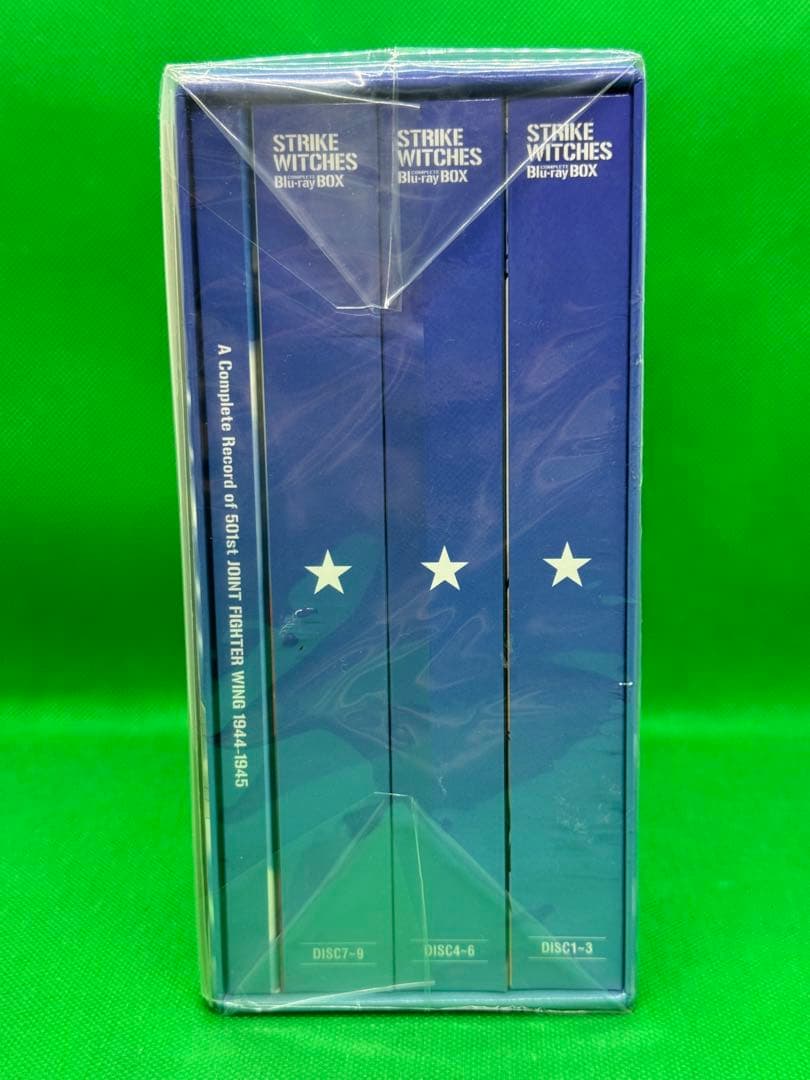 A Complete Record of 501st JOINT FIGHTER WING 1944-1945
STRIKE
WITCHES
COMPLETE
Blu-ray BOX
DISC7~9
STRIKE
WITCHES
COMPLETE
Blu-ray BOX
DISC4~6
STRIKE
WITCHES
COMPLETE
Blu-ray BOX
DISC1~3